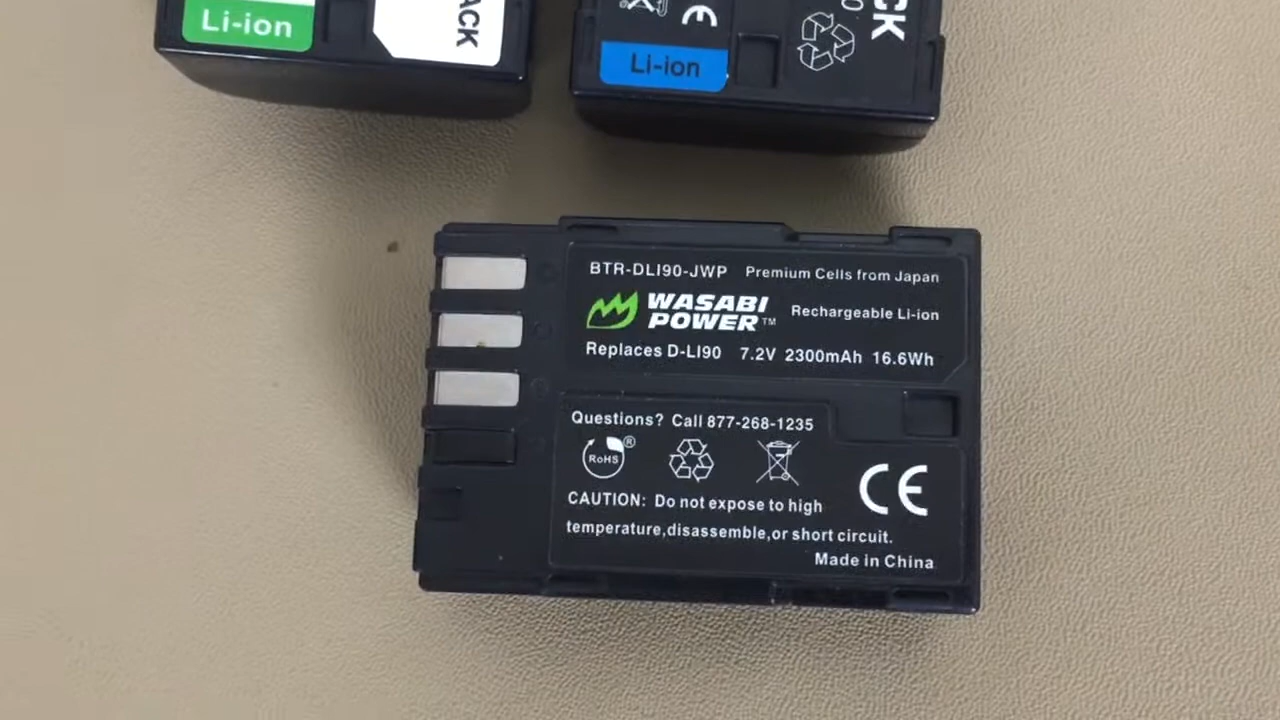 Li-ion
ACK
Li-ion
CK
BTR-DLI90-JWP Premium Cells from Japan
WASABI
POWER™ Rechargeable Li-ion
Replaces D-LI90 7.2V 2300mAh 16.6Wh
Questions? Call 877-268-1235
RoHS ®
CE
CAUTION: Do not expose to high
temperature,disassemble,or short circuit.
Made in China